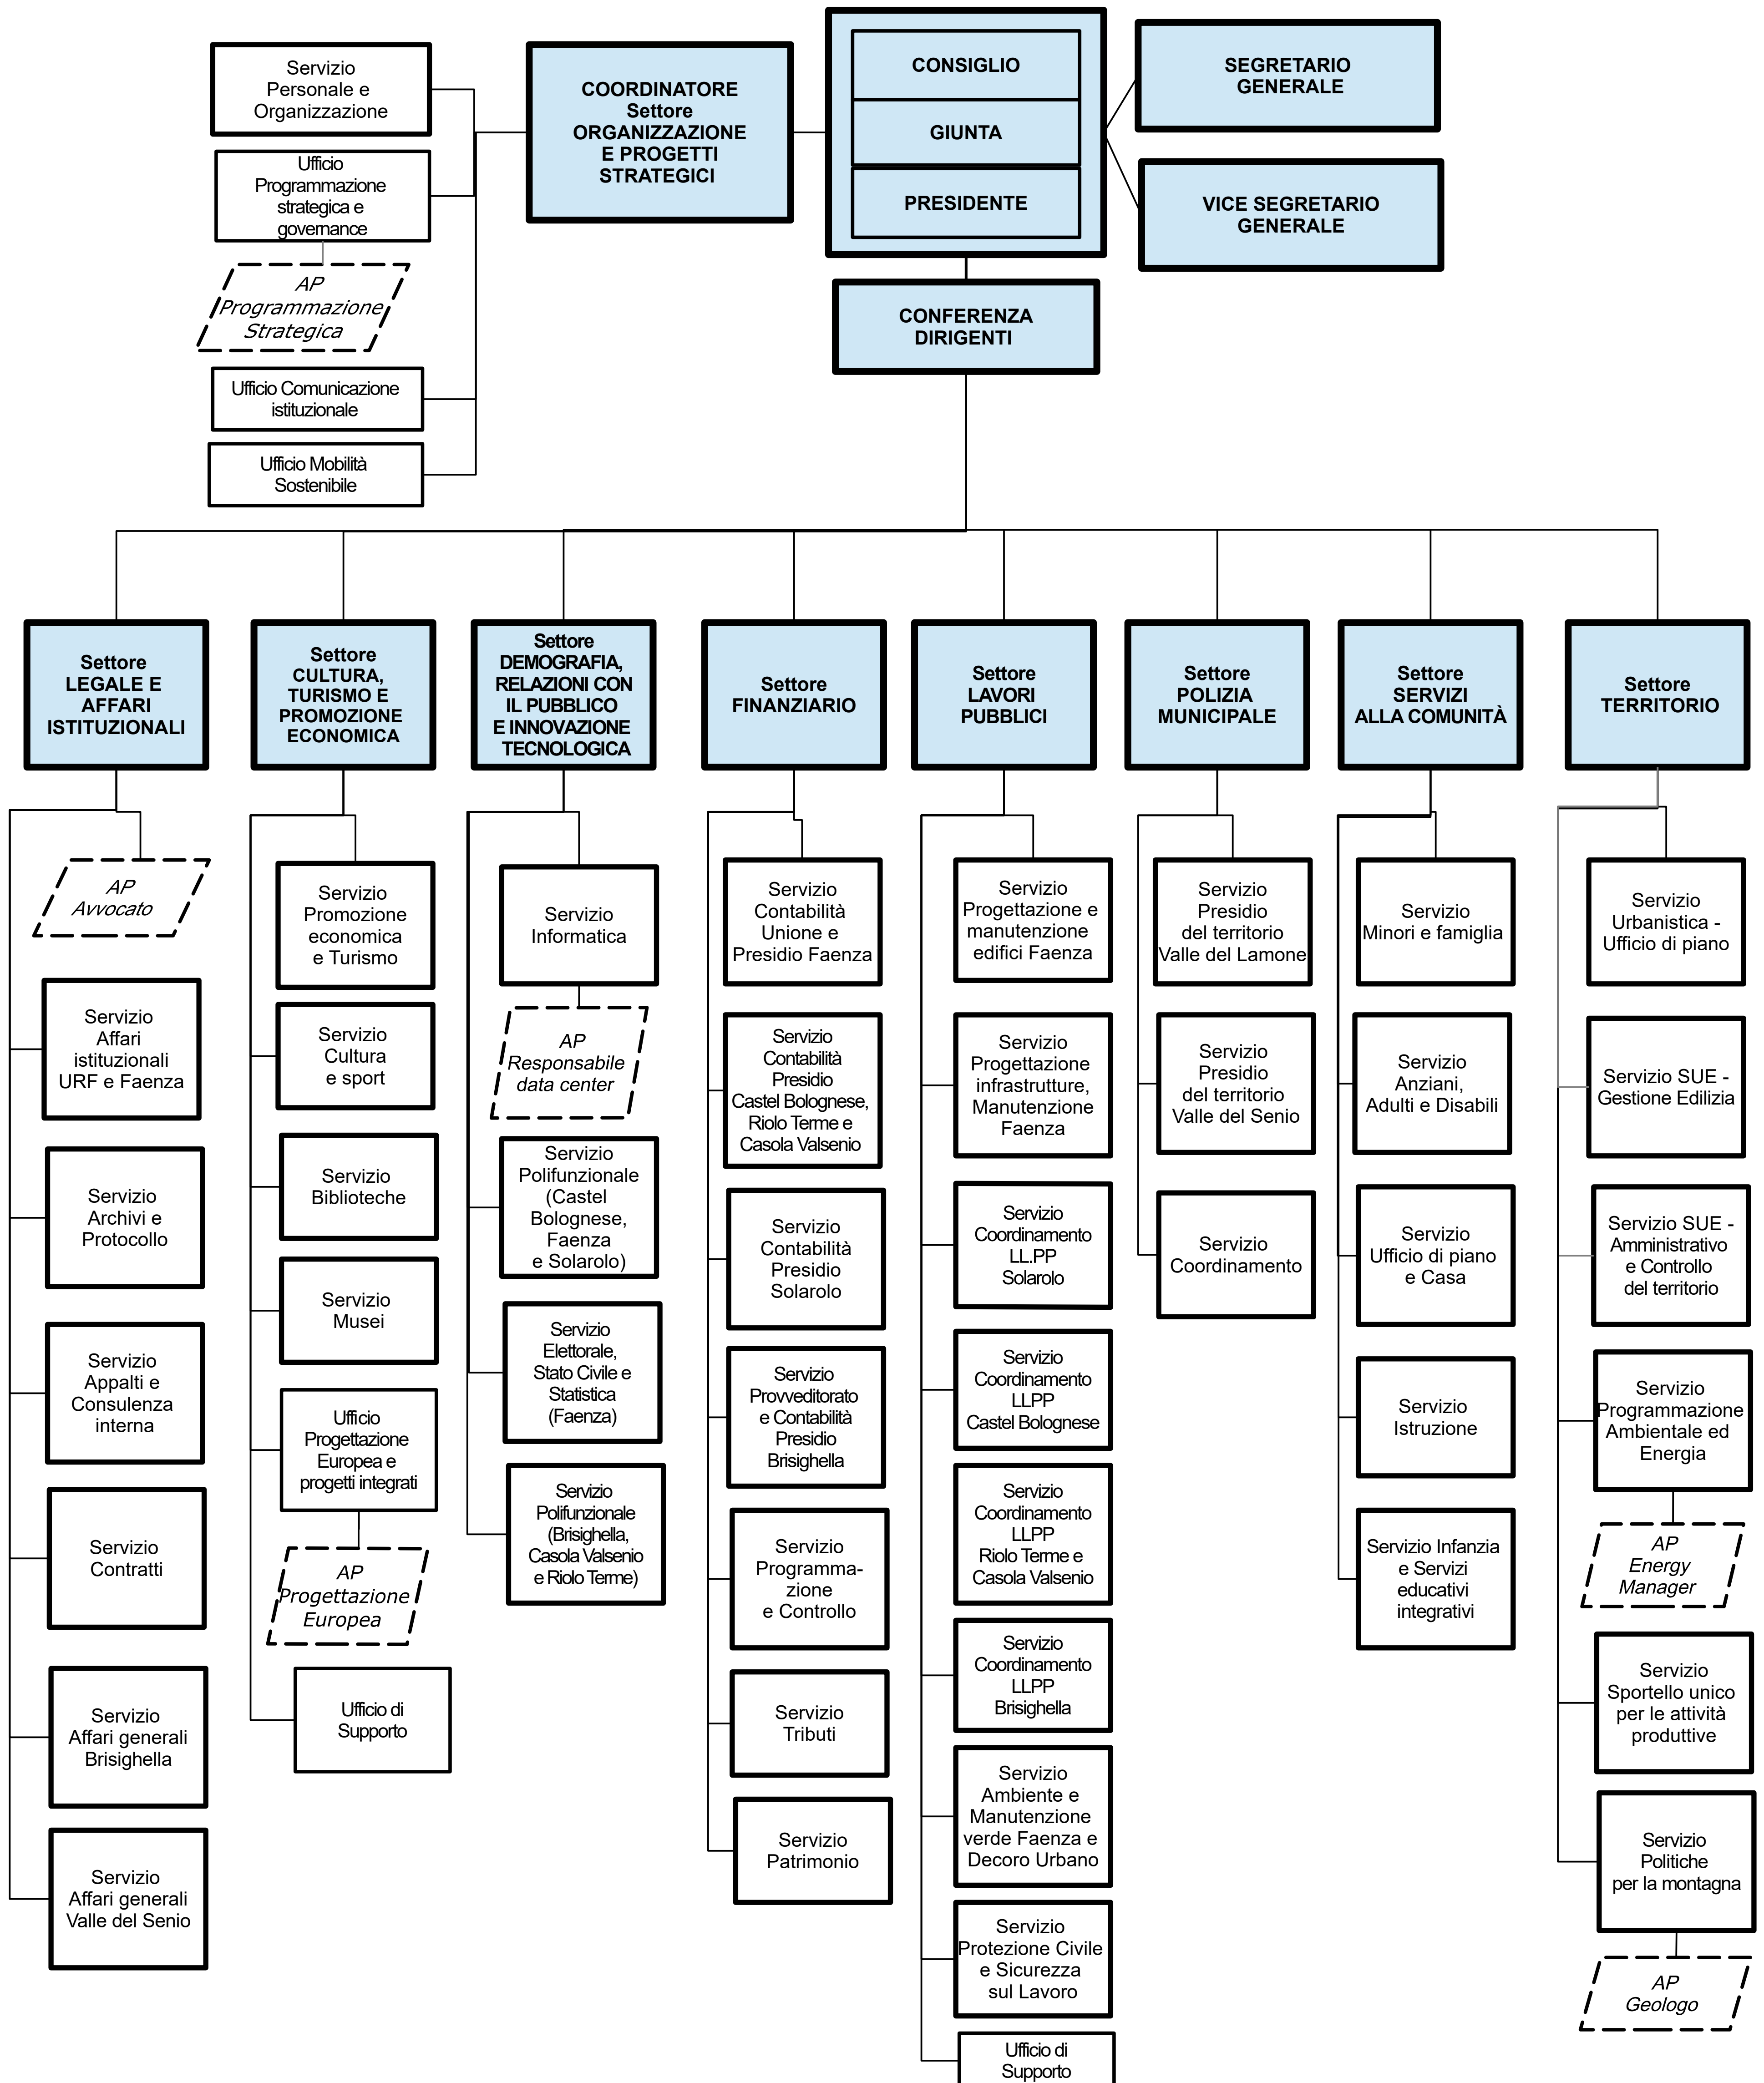 Servizio
Personale e
Organizzazione
Ufficio
Programmazione
strategica e
governance
AP
Programmazione
Strategica
Ufficio Comunicazione
istituzionale
Ufficio Mobilità
Sostenibile
COORDINATORE
Settore
ORGANIZZAZIONE
E PROGETTI
STRATEGICI
CONSIGLIO
GIUNTA
PRESIDENTE
SEGRETARIO
GENERALE
VICE SEGRETARIO
GENERALE
CONFERENZA
DIRIGENTI
Settore
LEGALE E
AFFARI
ISTITUZIONALI
AP
Avvocato
Servizio
Affari
istituzionali
URF e Faenza
Servizio
Archivi e
Protocollo
Servizio
Appalti e
Consulenza
interna
Servizio
Contratti
Servizio
Affari generali
Brisighella
Servizio
Affari generali
Valle del Senio
Settore
CULTURA,
TURISMO E
PROMOZIONE
ECONOMICA
Servizio
Promozione
economica
e Turismo
Servizio
Cultura
e sport
Servizio
Biblioteche
Servizio
Musei
Ufficio
Progettazione
Europea e
progetti integrati
AP
Progettazione
Europea
Ufficio di
Supporto
Settore
DEMOGRAFIA,
RELAZIONI CON
IL PUBBLICO
E INNOVAZIONE
TECNOLOGICA
Servizio
Informatica
AP
Responsabile
data center
Servizio
Polifunzionale
(Castel
Bolognese,
Faenza
e Solarolo)
Servizio
Elettorale,
Stato Civile e
Statistica
(Faenza)
Servizio
Polifunzionale
(Brisighella,
Casola Valsenio
e Riolo Terme)
Settore
FINANZIARIO
Servizio
Contabilità
Unione e
Presidio Faenza
Servizio
Contabilità
Presidio
Castel Bolognese,
Riolo Terme e
Casola Valsenio
Servizio
Contabilità
Presidio
Solarolo
Servizio
Provveditorato
e Contabilità
Presidio
Brisighella
Servizio
Programma-
zione
e Controllo
Servizio
Tributi
Servizio
Patrimonio
Settore
LAVORI
PUBBLICI
Servizio
Progettazione e
manutenzione
edifici Faenza
Servizio
Progettazione
infrastrutture,
Manutenzione
Faenza
Servizio
Coordinamento
LL.PP
Solarolo
Servizio
Coordinamento
LLPP
Castel Bolognese
Servizio
Coordinamento
LLPP
Riolo Terme e
Casola Valsenio
Servizio
Coordinamento
LLPP
Brisighella
Servizio
Ambiente e
Manutenzione
verde Faenza e
Decoro Urbano
Servizio
Protezione Civile
e Sicurezza
sul Lavoro
Ufficio di
Supporto
Settore
POLIZIA
MUNICIPALE
Servizio
Presidio
del territorio
Valle del Lamone
Servizio
Presidio
del territorio
Valle del Senio
Servizio
Coordinamento
Settore
SERVIZI
ALLA COMUNITÀ
Servizio
Minori e famiglia
Servizio
Anziani,
Adulti e Disabili
Servizio
Ufficio di piano
e Casa
Servizio
Istruzione
Servizio Infanzia
e Servizi
educativi
integrativi
Settore
TERRITORIO
Servizio
Urbanistica -
Ufficio di piano
Servizio SUE -
Gestione Edilizia
Servizio SUE -
Amministrativo
e Controllo
del territorio
Servizio
Programmazione
Ambientale ed
Energia
AP
Energy
Manager
Servizio
Sportello unico
per le attività
produttive
Servizio
Politiche
per la montagna
AP
Geologo